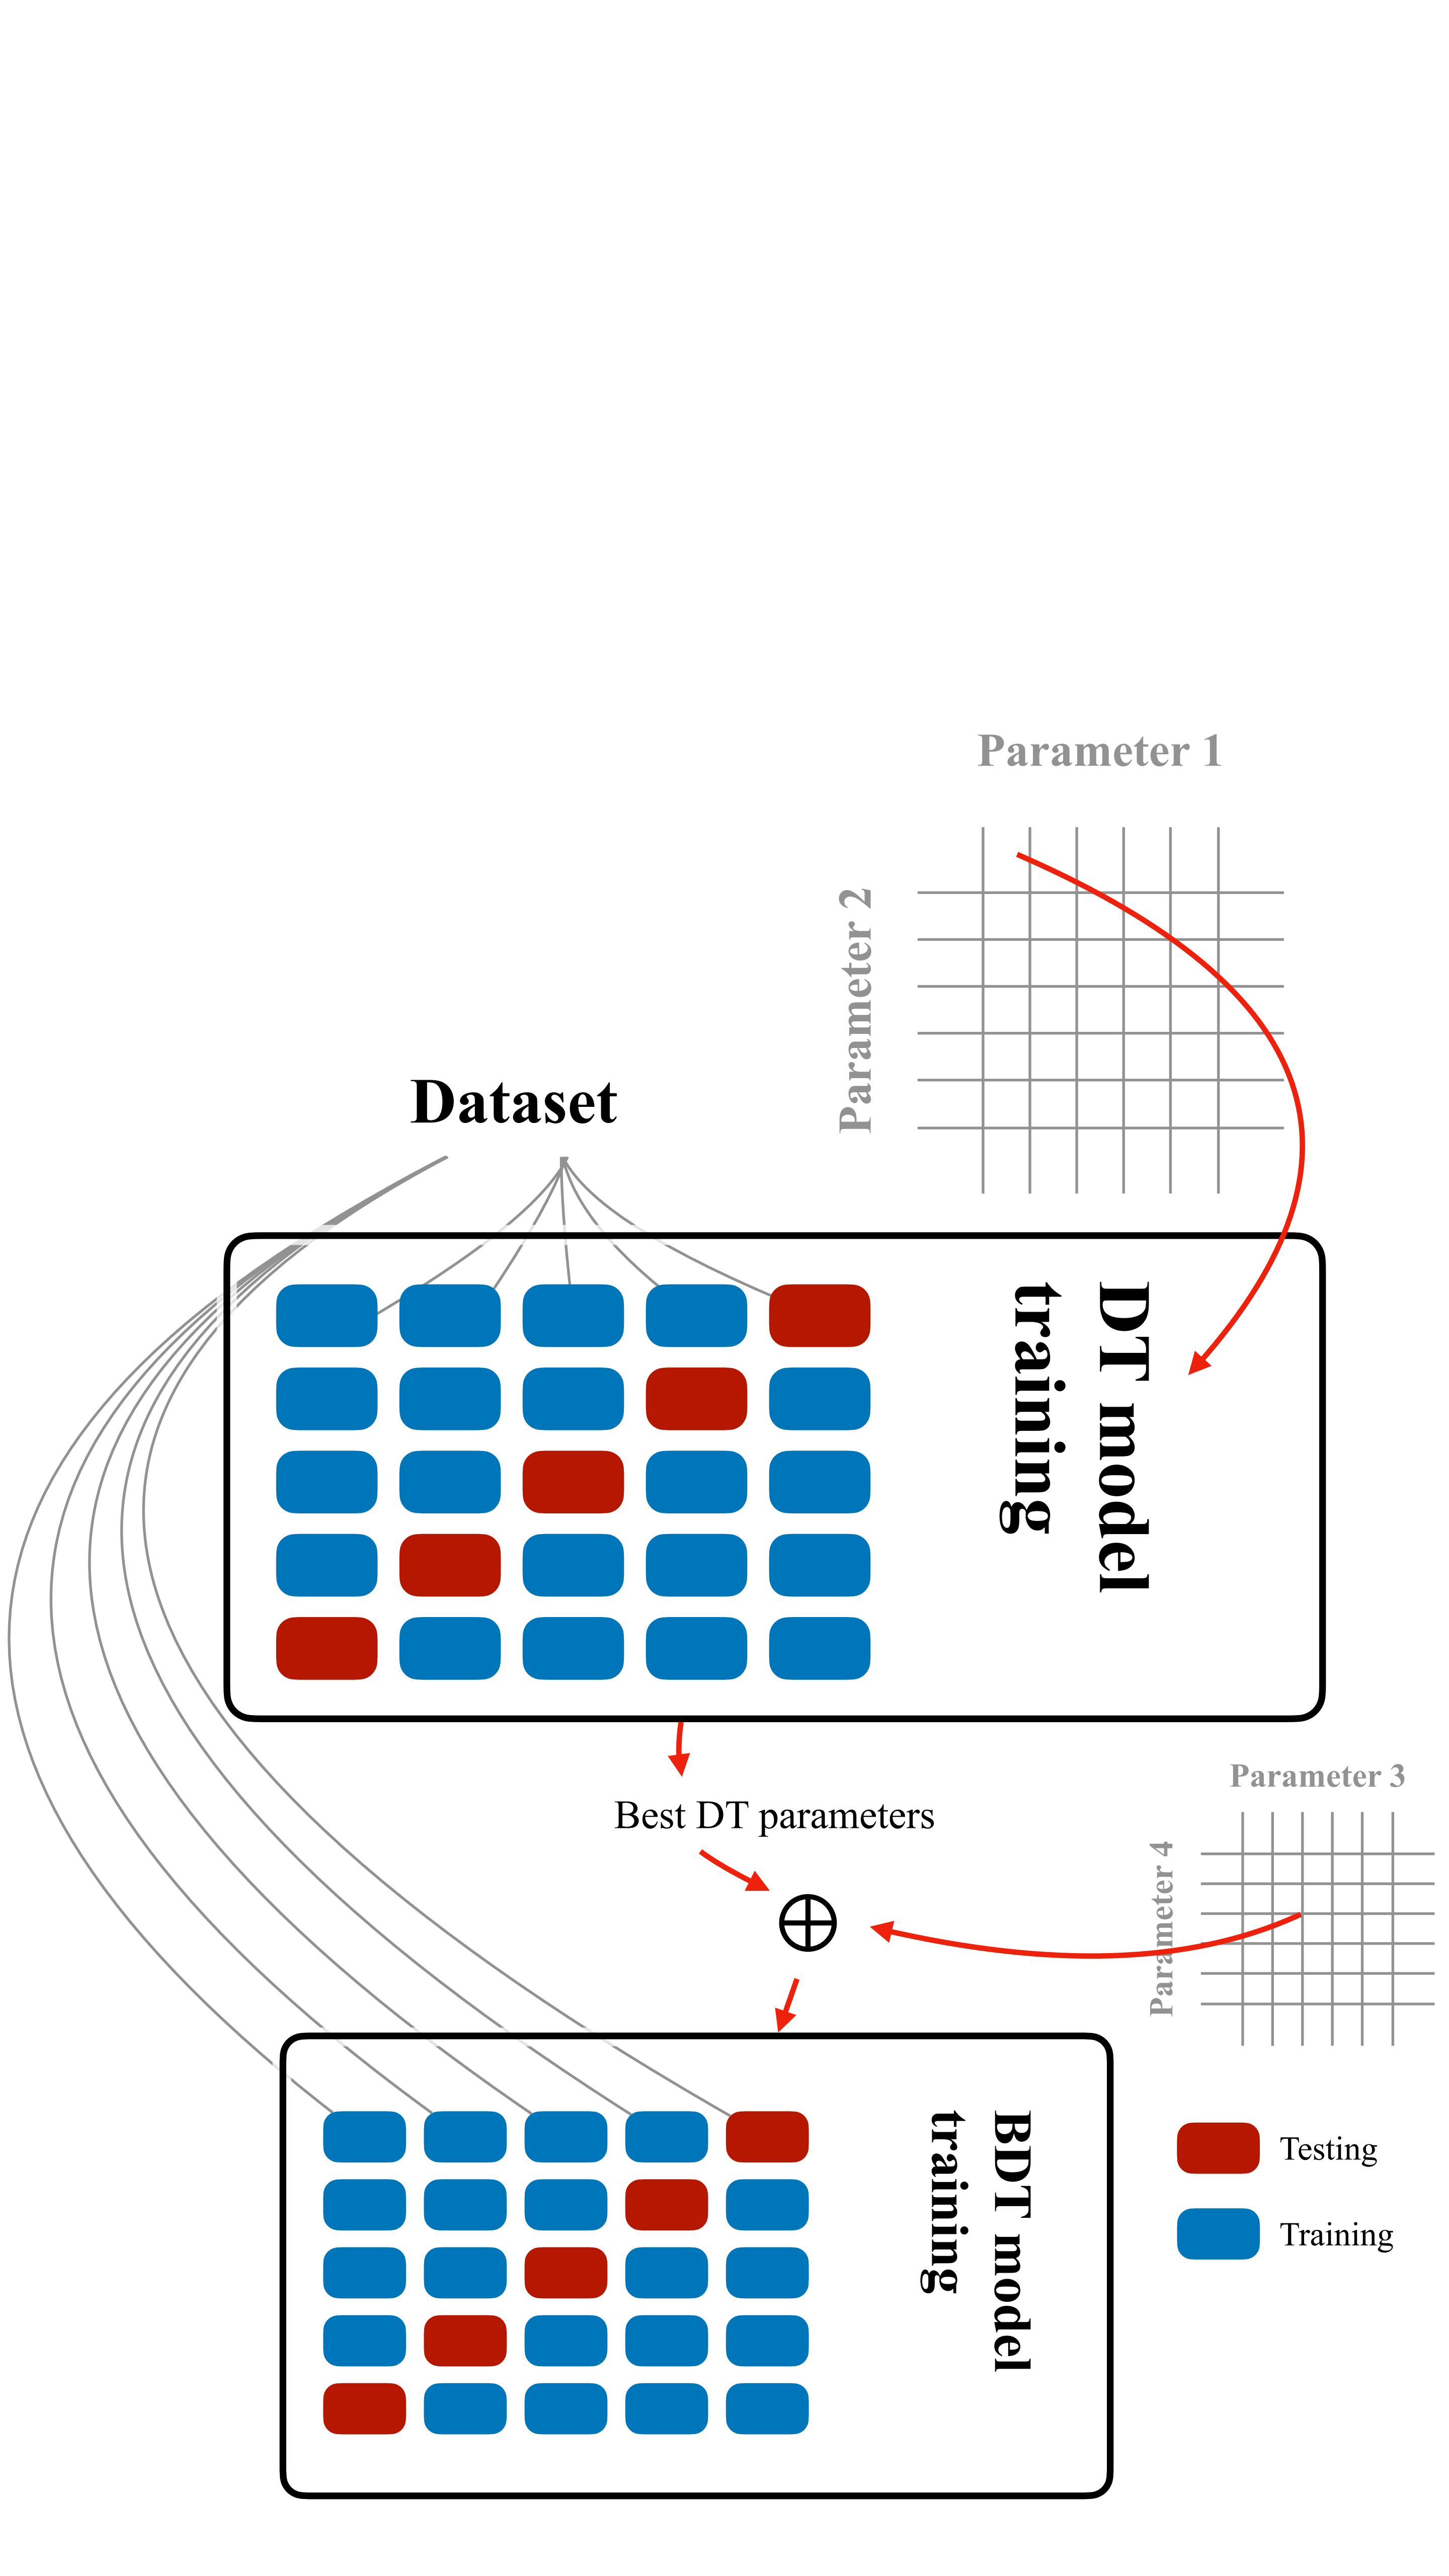 Parameter 1
Parameter 2
Dataset
DT model
training
Best DT parameters
Parameter 3
Parameter 4
BDT model
training
Testing
Training